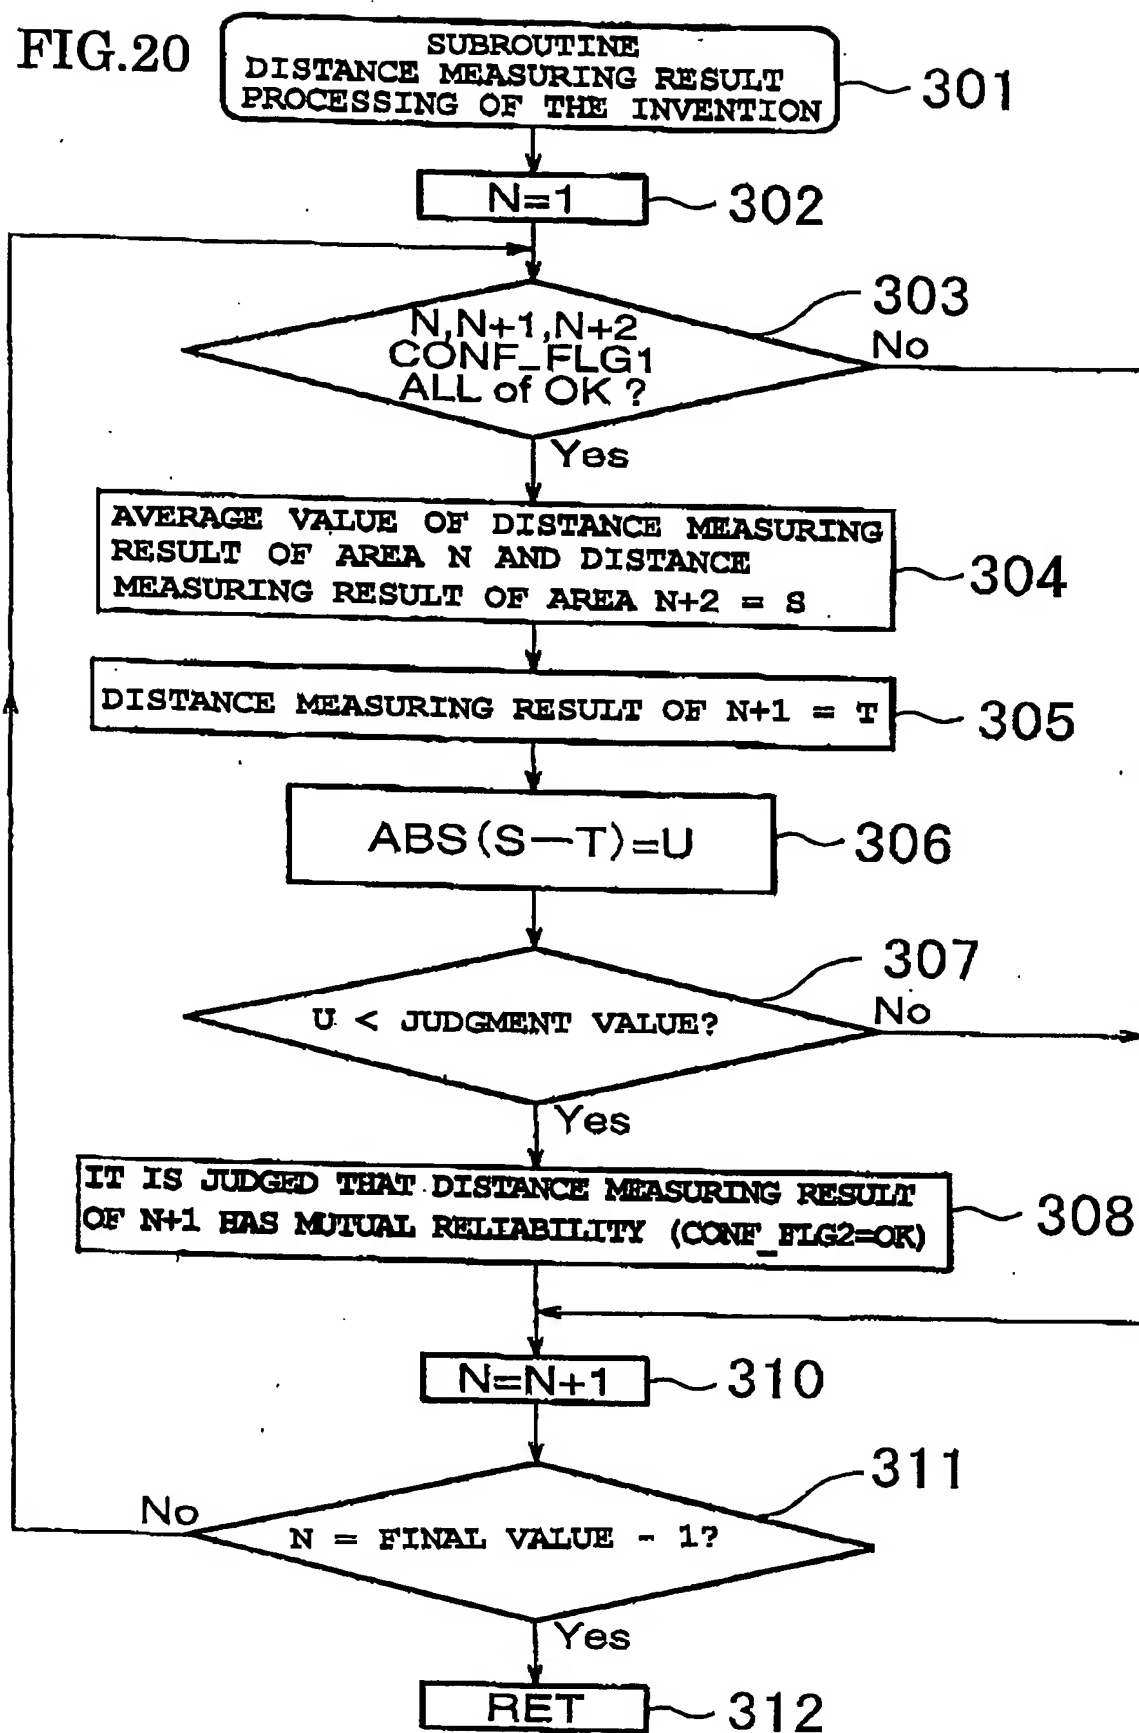 FIG.20
SUBROUTINE
DISTANCE MEASURING RESULT
PROCESSING OF THE INVENTION
301
N=1
302
303
N,N+1,N+2
CONF_FLG1
ALL of OK ?
No
Yes
AVERAGE VALUE OF DISTANCE MEASURING
RESULT OF AREA N AND DISTANCE
MEASURING RESULT OF AREA N+2 = S
304
DISTANCE MEASURING RESULT OF N+1 = T
305
ABS(S—T)=U
306
307
U < JUDGMENT VALUE?
No
Yes
IT IS JUDGED THAT DISTANCE MEASURING RESULT
OF N+1 HAS MUTUAL RELIABILITY (CONF_FLG2=OK)
308
N=N+1
310
311
No
N = FINAL VALUE - 1?
Yes
RET
312